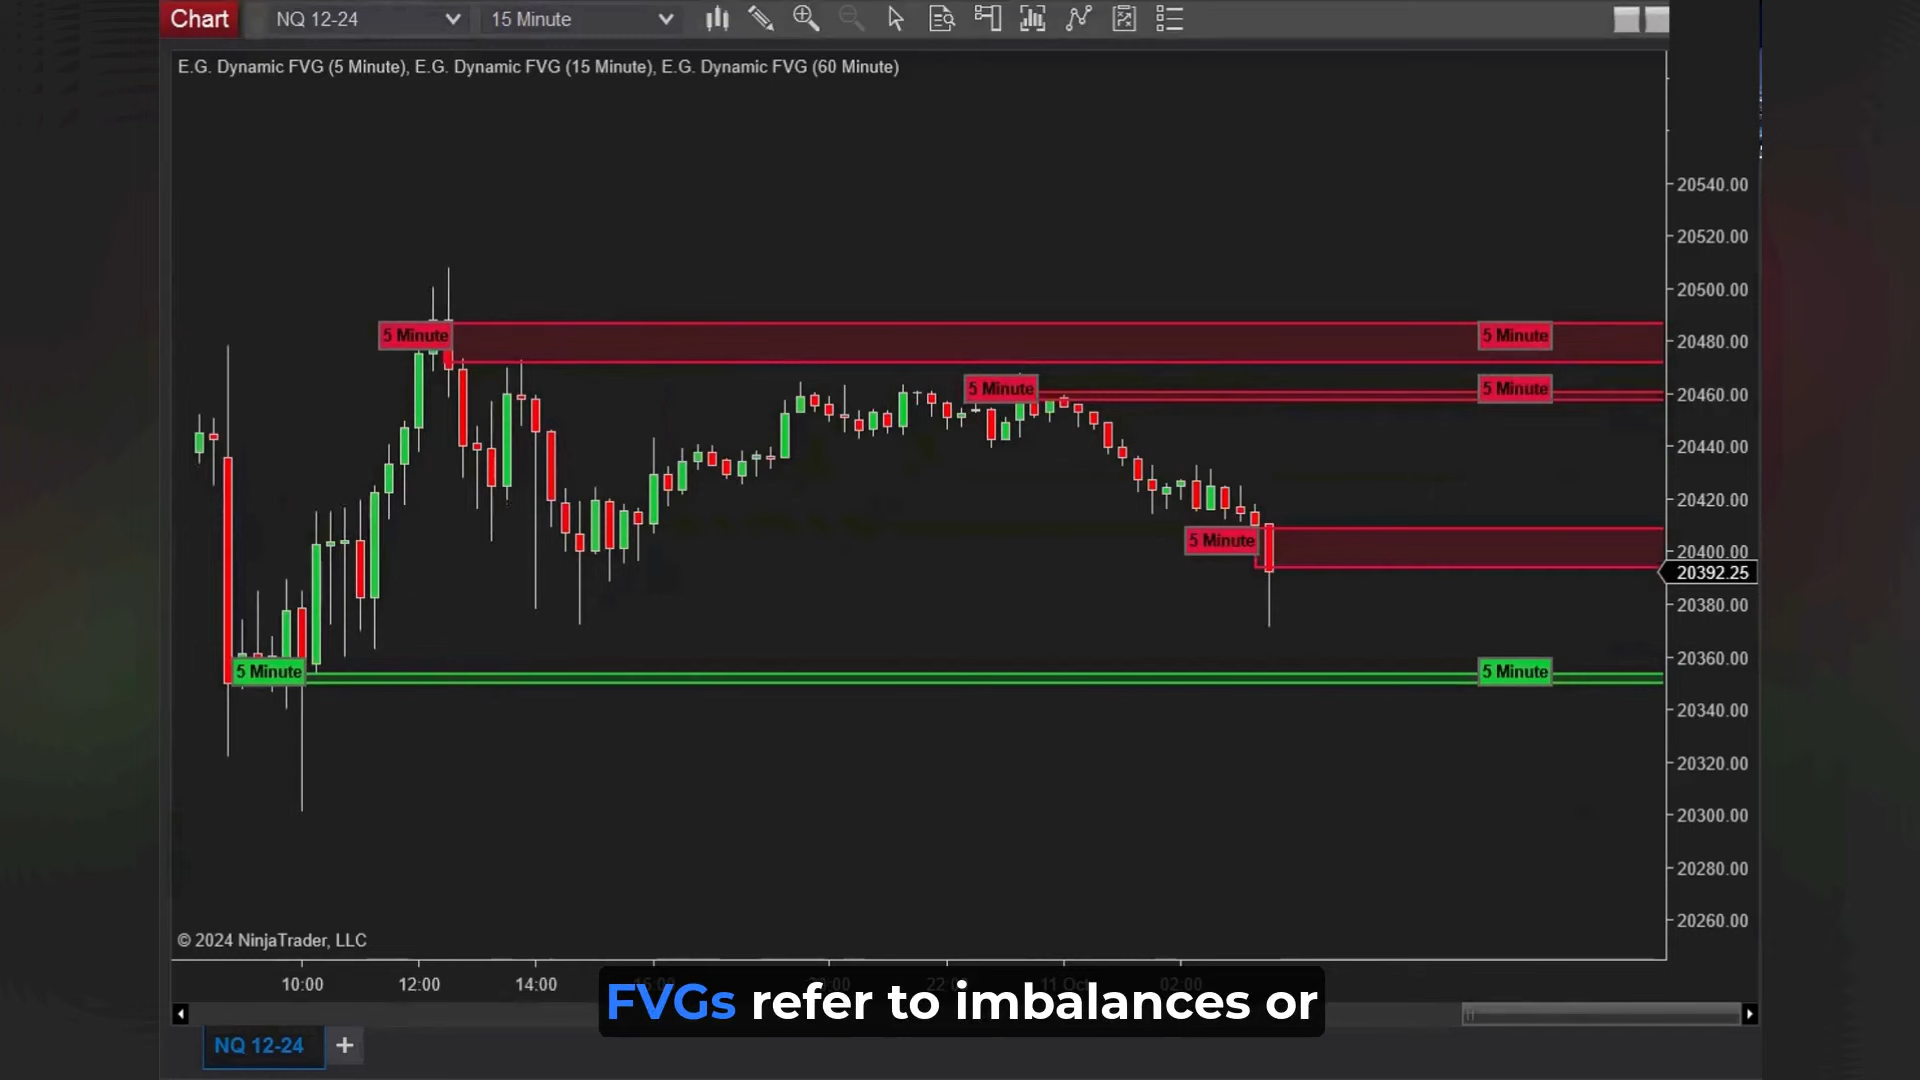 Chart NQ 12-24 15 Minute
E.G. Dynamic FVG (5 Minute), E.G. Dynamic FVG (15 Minute), E.G. Dynamic FVG (60 Minute)
20540.00
20520.00
20500.00
5 Minute 5 Minute 20480.00
5 Minute 5 Minute 20460.00
20440.00
20420.00
5 Minute 20400.00
20392.25
20380.00
20360.00
5 Minute 5 Minute
20340.00
20320.00
20300.00
20280.00
20260.00
© 2024 NinjaTrader, LLC
10:00 12:00 14:00 11 Oct 02:00
FVGs refer to imbalances or
NQ 12-24 +